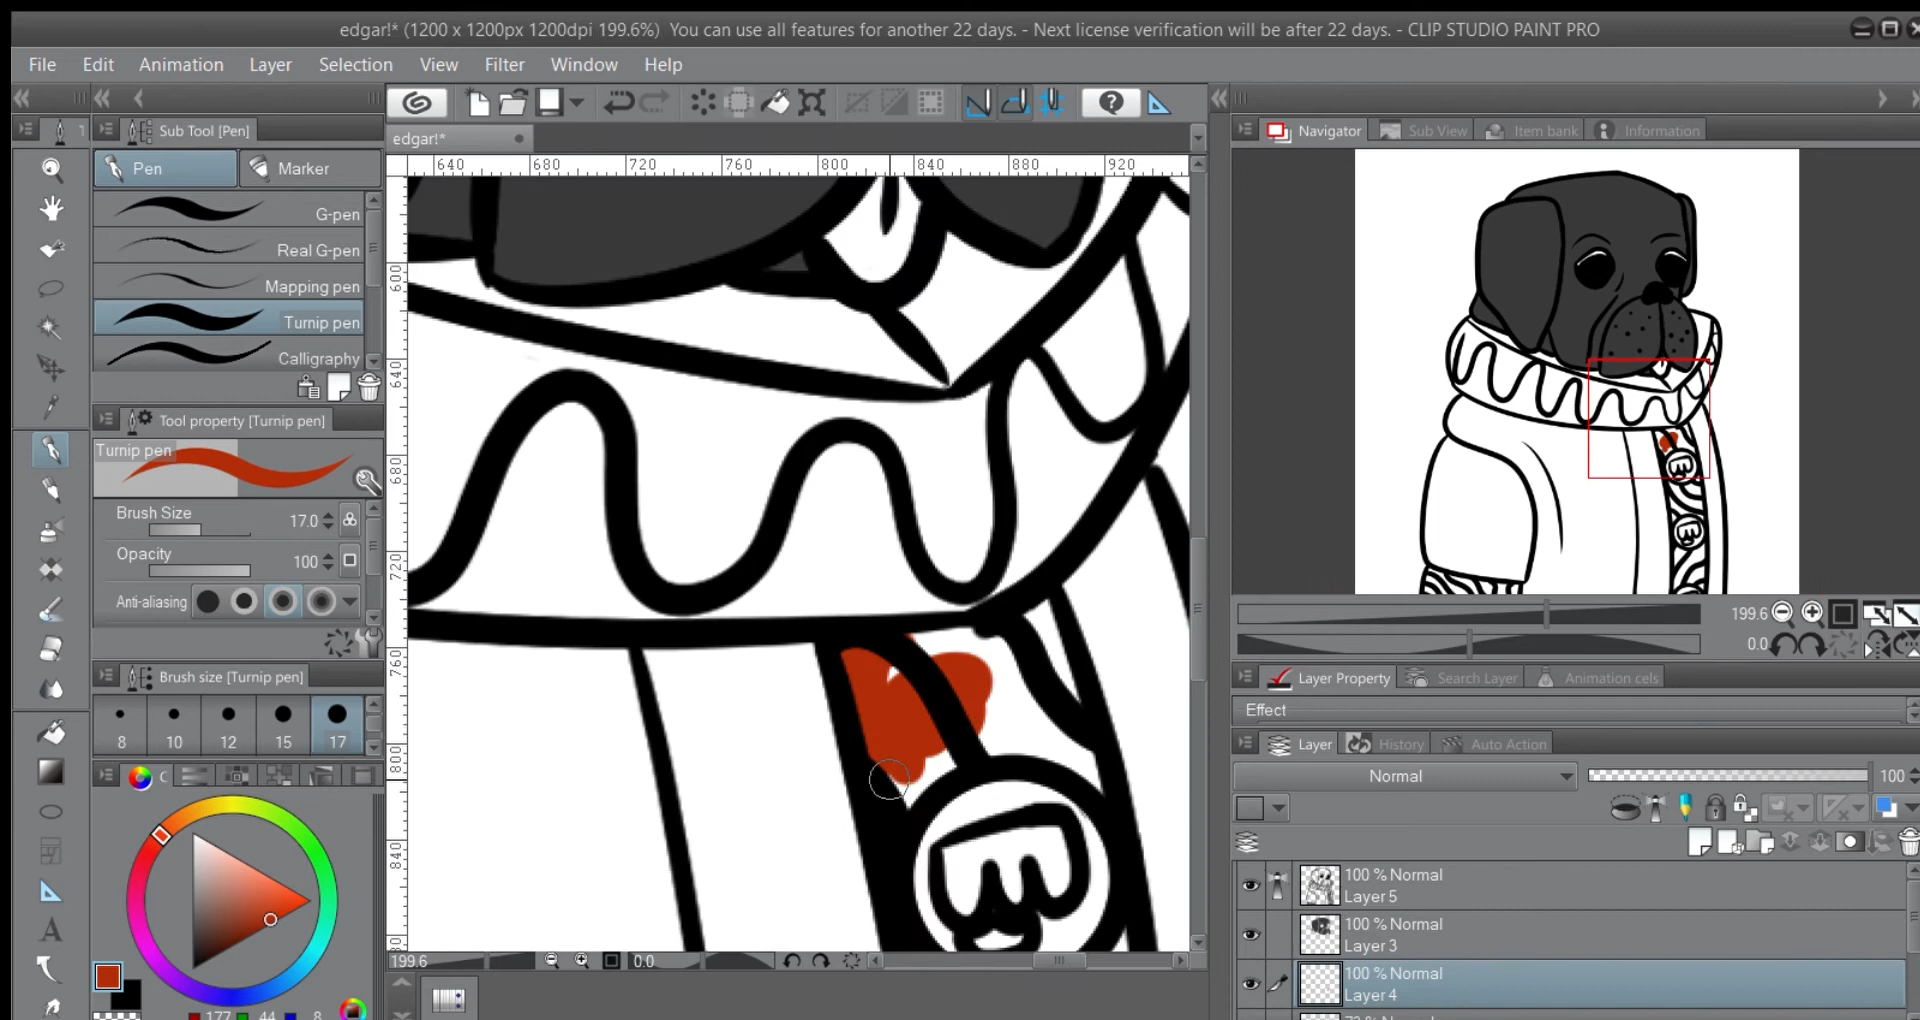 edgar!* (1200 x 1200px 1200dpi 199.6%) You can use all features for another 22 days. - Next license verification will be after 22 days. - CLIP STUDIO PAINT PRO
File Edit Animation Layer Selection View Filter Window Help
Sub Tool [Pen]
Pen Marker
G-pen
Real G-pen
Mapping pen
Turnip pen
Calligraphy
Tool property [Turnip pen]
Turnip pen
Brush Size 17.0
Opacity 100
Anti-aliasing
Brush size [Turnip pen]
8 10 12 15 17
C
177 44 8
edgar!*
640 680 720 760 800 840 880 920
600
640
680
720
760
800
840
199.6 0.0
Navigator Sub View Item bank Information
199.6
0.0
Layer Property Search Layer Animation cels
Effect
Layer History Auto Action
Normal 100
100 % Normal
Layer 5
100 % Normal
Layer 3
100 % Normal
Layer 4